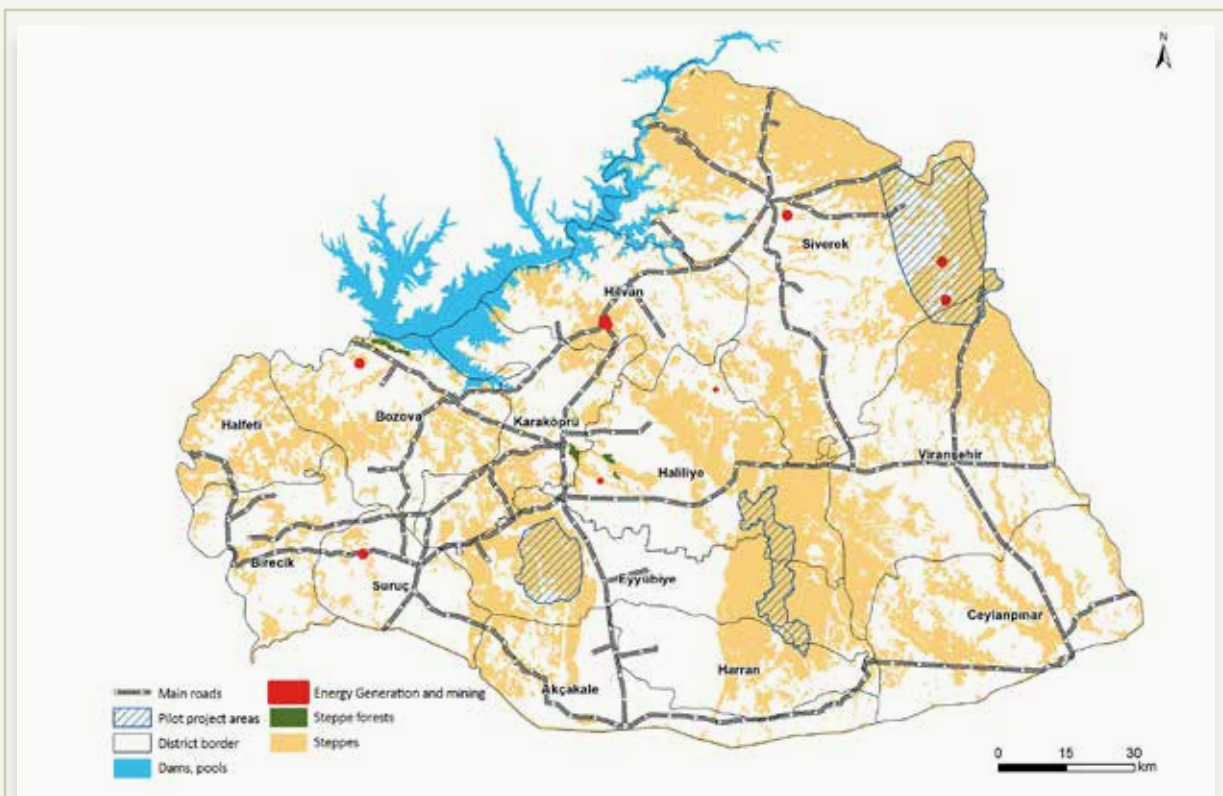 N
Siverek
Hilvan
Halfeti
Bozova
Karaköprü
Haliliye
Viranşehir
Birecik
Suruç
Eyyübiye
Ceylanpınar
Harran
Akçakale
Main roads
Pilot project areas
District border
Dams, pools
Energy Generation and mining
Steppe forests
Steppes
0 15 30
km